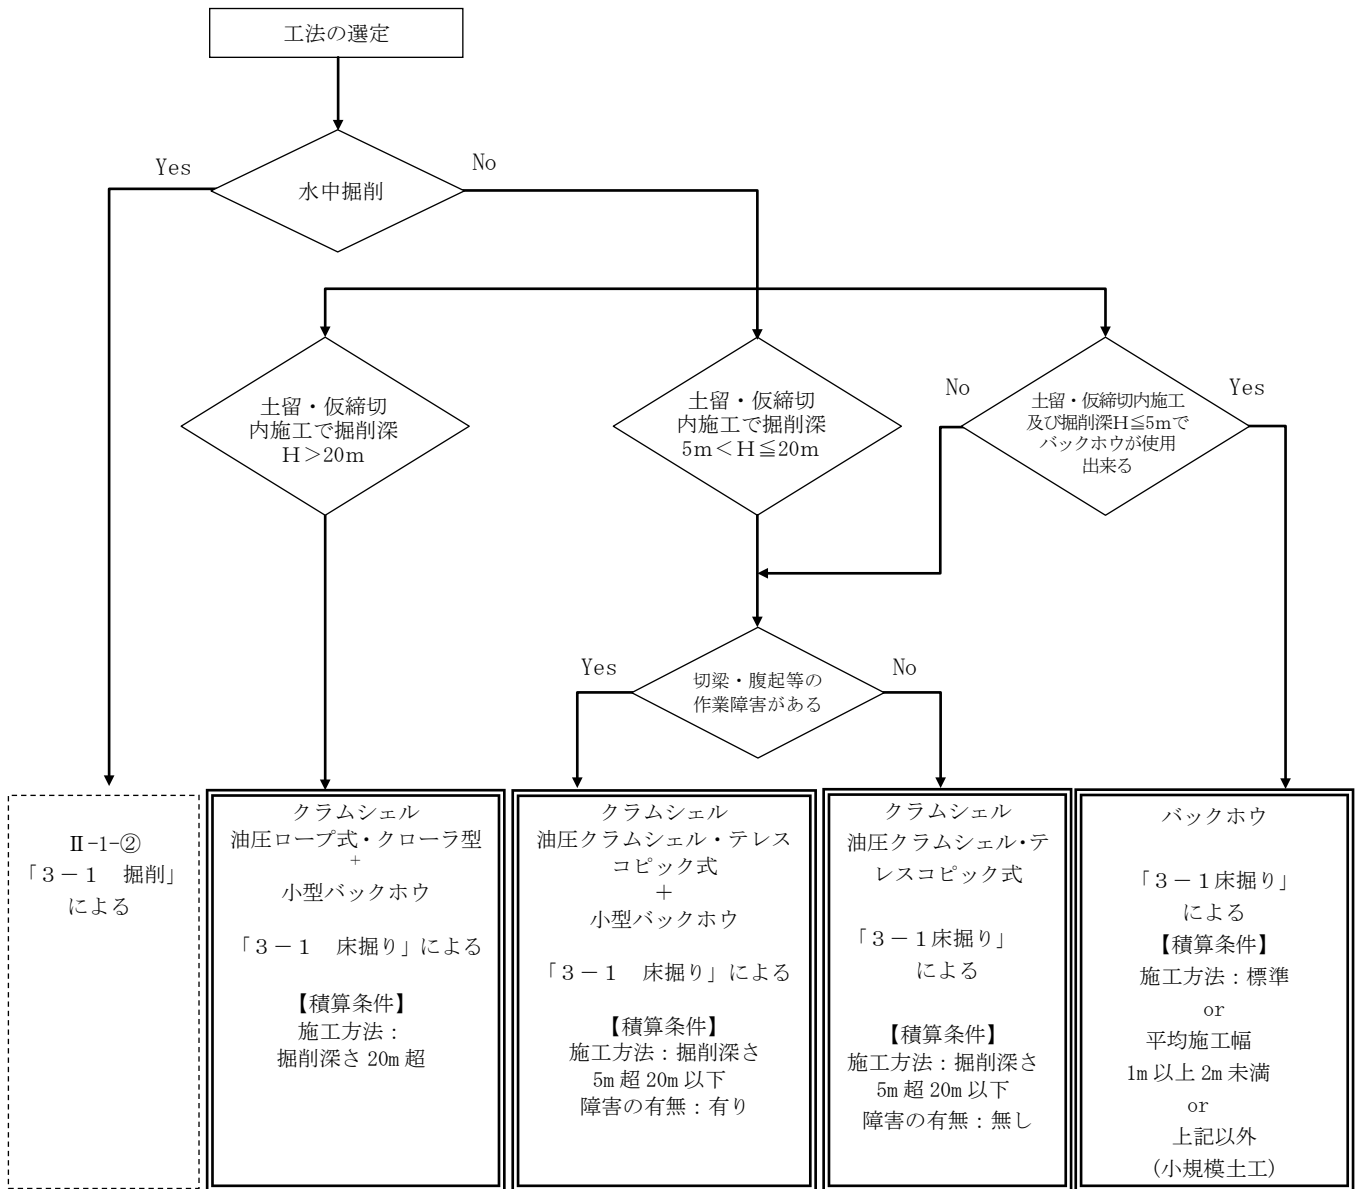 工法の選定
Yes
No
水中掘削
土留・仮締切
内施工で掘削深
H>20m
土留・仮締切
内施工で掘削深
5m<H≦20m
No
Yes
土留・仮締切内施工
及び掘削深H≦5mで
バックホウが使用
出来る
Yes
No
切梁・腹起等の
作業障害がある
Ⅱ-1-②
「3-1 掘削」
による
クラムシェル
油圧ロープ式・クローラ型
+
小型バックホウ
「3-1 床掘り」による
【積算条件】
施工方法:
掘削深さ 20m 超
クラムシェル
油圧クラムシェル・テレス
コピック式
+
小型バックホウ
「3-1 床掘り」による
【積算条件】
施工方法:掘削深さ
5m 超 20m 以下
障害の有無:有り
クラムシェル
油圧クラムシェル・テ
レスコピック式
「3-1床掘り」
による
【積算条件】
施工方法:掘削深さ
5m 超 20m 以下
障害の有無:無し
バックホウ
「3-1床掘り」
による
【積算条件】
施工方法:標準
or
平均施工幅
1m 以上 2m 未満
or
上記以外
(小規模土工)